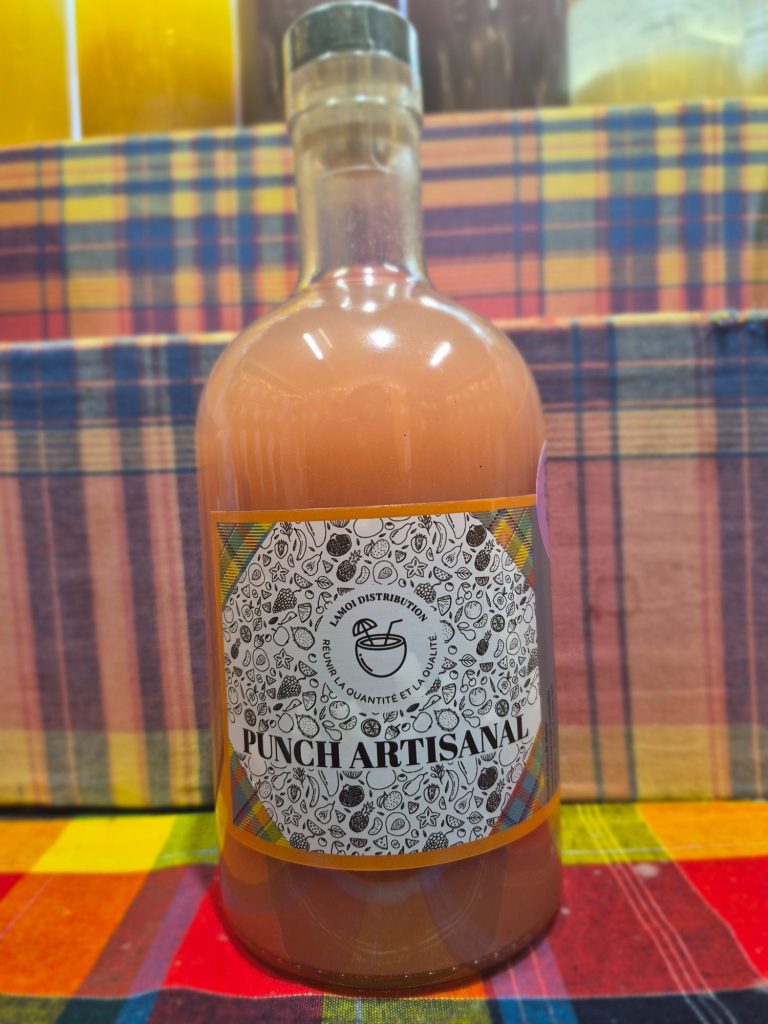 LAMOI DISTRIBUTION
RÉUNIR LA QUANTITÉ ET LA QUALITÉ
PUNCH ARTISANAL